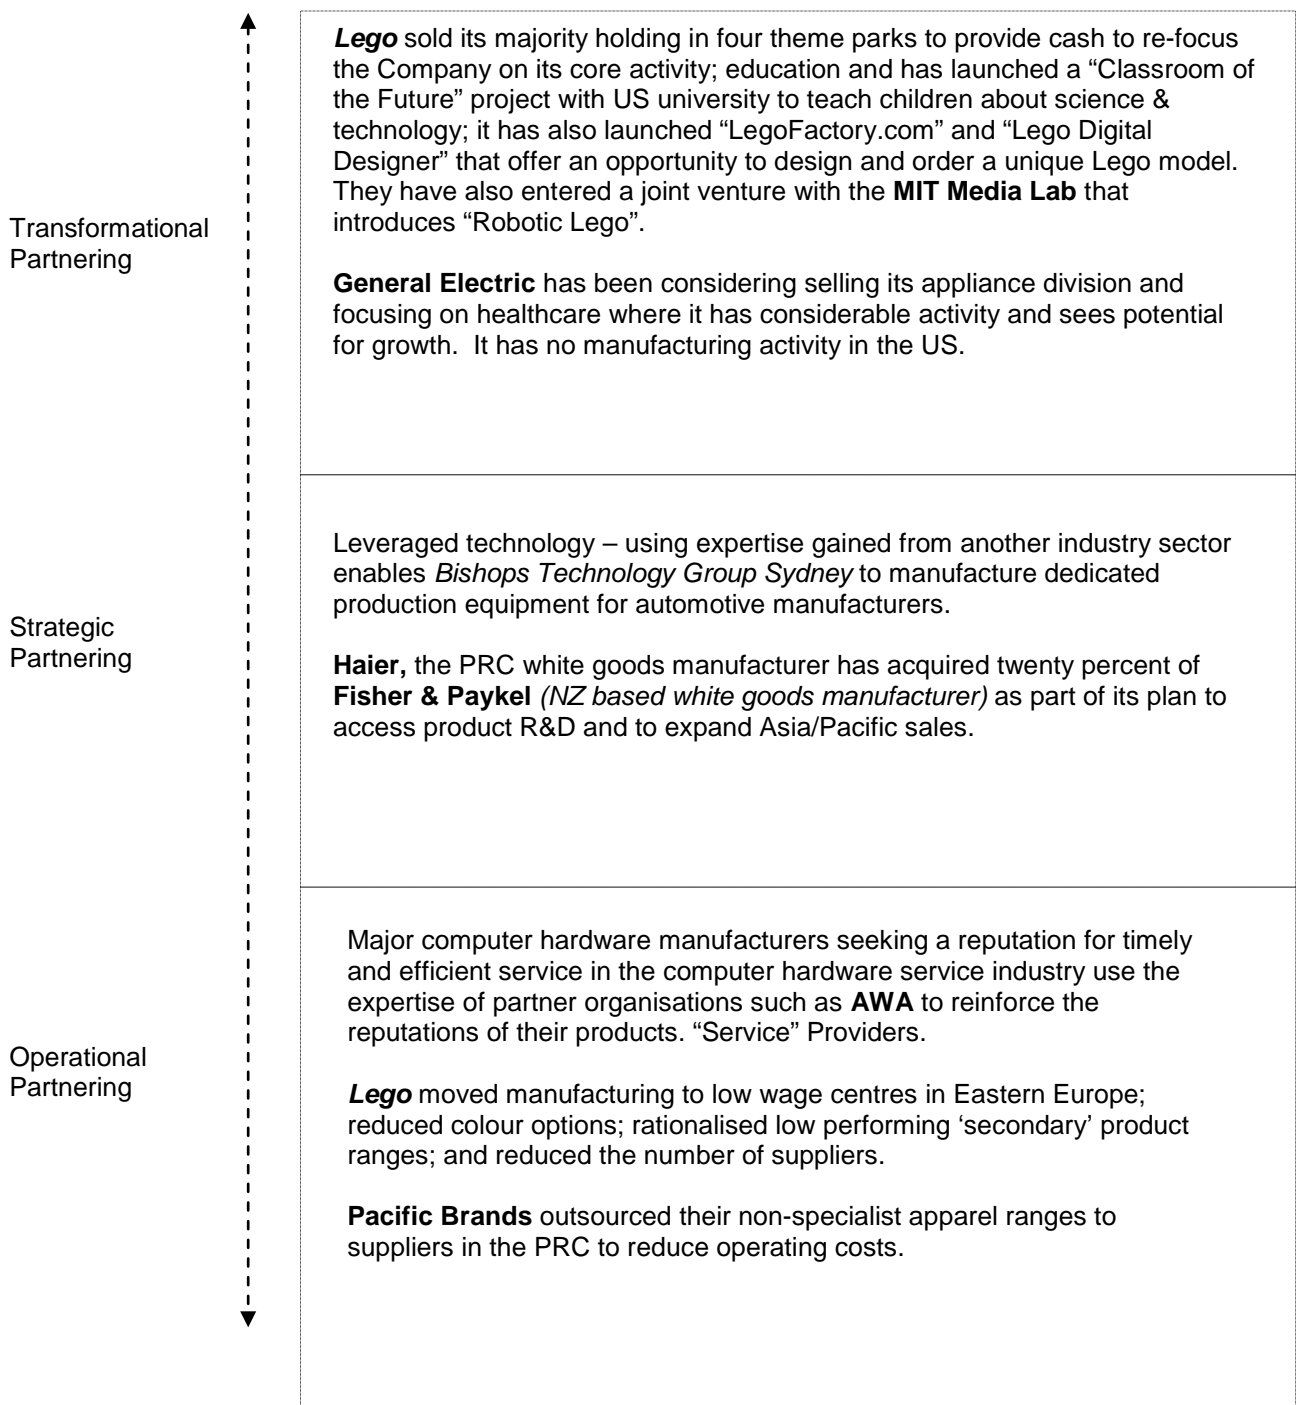 Transformational
Partnering
Lego sold its majority holding in four theme parks to provide cash to re-focus
the Company on its core activity; education and has launched a “Classroom of
the Future” project with US university to teach children about science &
technology; it has also launched “LegoFactory.com” and “Lego Digital
Designer” that offer an opportunity to design and order a unique Lego model.
They have also entered a joint venture with the MIT Media Lab that
introduces “Robotic Lego”.
General Electric has been considering selling its appliance division and
focusing on healthcare where it has considerable activity and sees potential
for growth.  It has no manufacturing activity in the US.
Strategic
Partnering
Leveraged technology – using expertise gained from another industry sector
enables Bishops Technology Group Sydney to manufacture dedicated
production equipment for automotive manufacturers.
Haier, the PRC white goods manufacturer has acquired twenty percent of
Fisher & Paykel (NZ based white goods manufacturer) as part of its plan to
access product R&D and to expand Asia/Pacific sales.
Operational
Partnering
Major computer hardware manufacturers seeking a reputation for timely
and efficient service in the computer hardware service industry use the
expertise of partner organisations such as AWA to reinforce the
reputations of their products. “Service” Providers.
Lego moved manufacturing to low wage centres in Eastern Europe;
reduced colour options; rationalised low performing ‘secondary’ product
ranges; and reduced the number of suppliers.
Pacific Brands outsourced their non-specialist apparel ranges to
suppliers in the PRC to reduce operating costs.